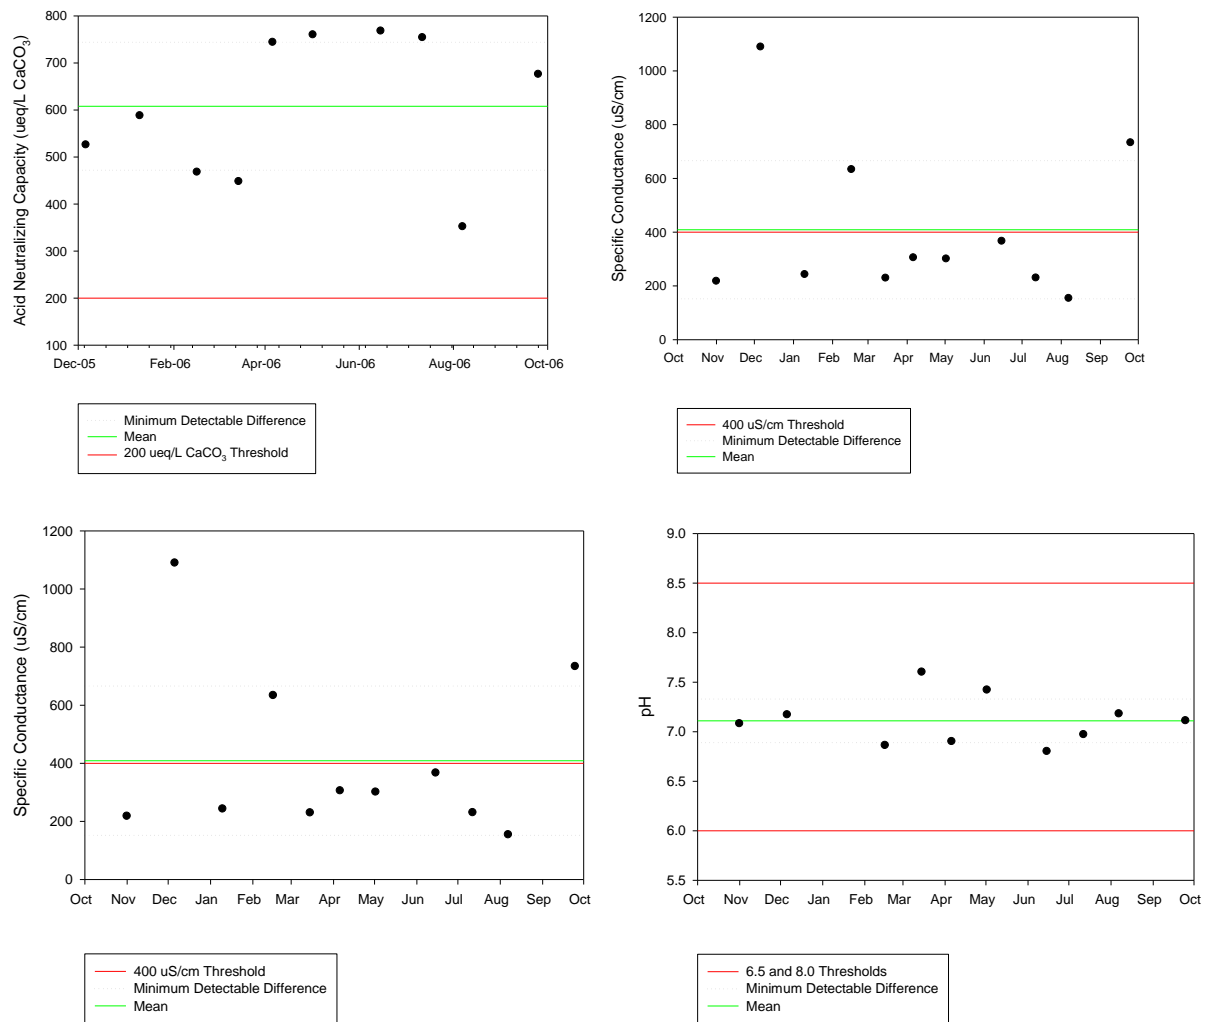 Acid Neutralizing Capacity (ueq/L CaCO3)
800
700
600
500
400
300
200
100
Dec-05 Feb-06 Apr-06 Jun-06 Aug-06 Oct-06
Minimum Detectable Difference
Mean
200 ueq/L CaCO3 Threshold
Specific Conductance (uS/cm)
1200
1000
800
600
400
200
0
Oct Nov Dec Jan Feb Mar Apr May Jun Jul Aug Sep Oct
400 uS/cm Threshold
Minimum Detectable Difference
Mean
Specific Conductance (uS/cm)
1200
1000
800
600
400
200
0
Oct Nov Dec Jan Feb Mar Apr May Jun Jul Aug Sep Oct
400 uS/cm Threshold
Minimum Detectable Difference
Mean
pH
9.0
8.5
8.0
7.5
7.0
6.5
6.0
5.5
Oct Nov Dec Jan Feb Mar Apr May Jun Jul Aug Sep Oct
6.5 and 8.0 Thresholds
Minimum Detectable Difference
Mean